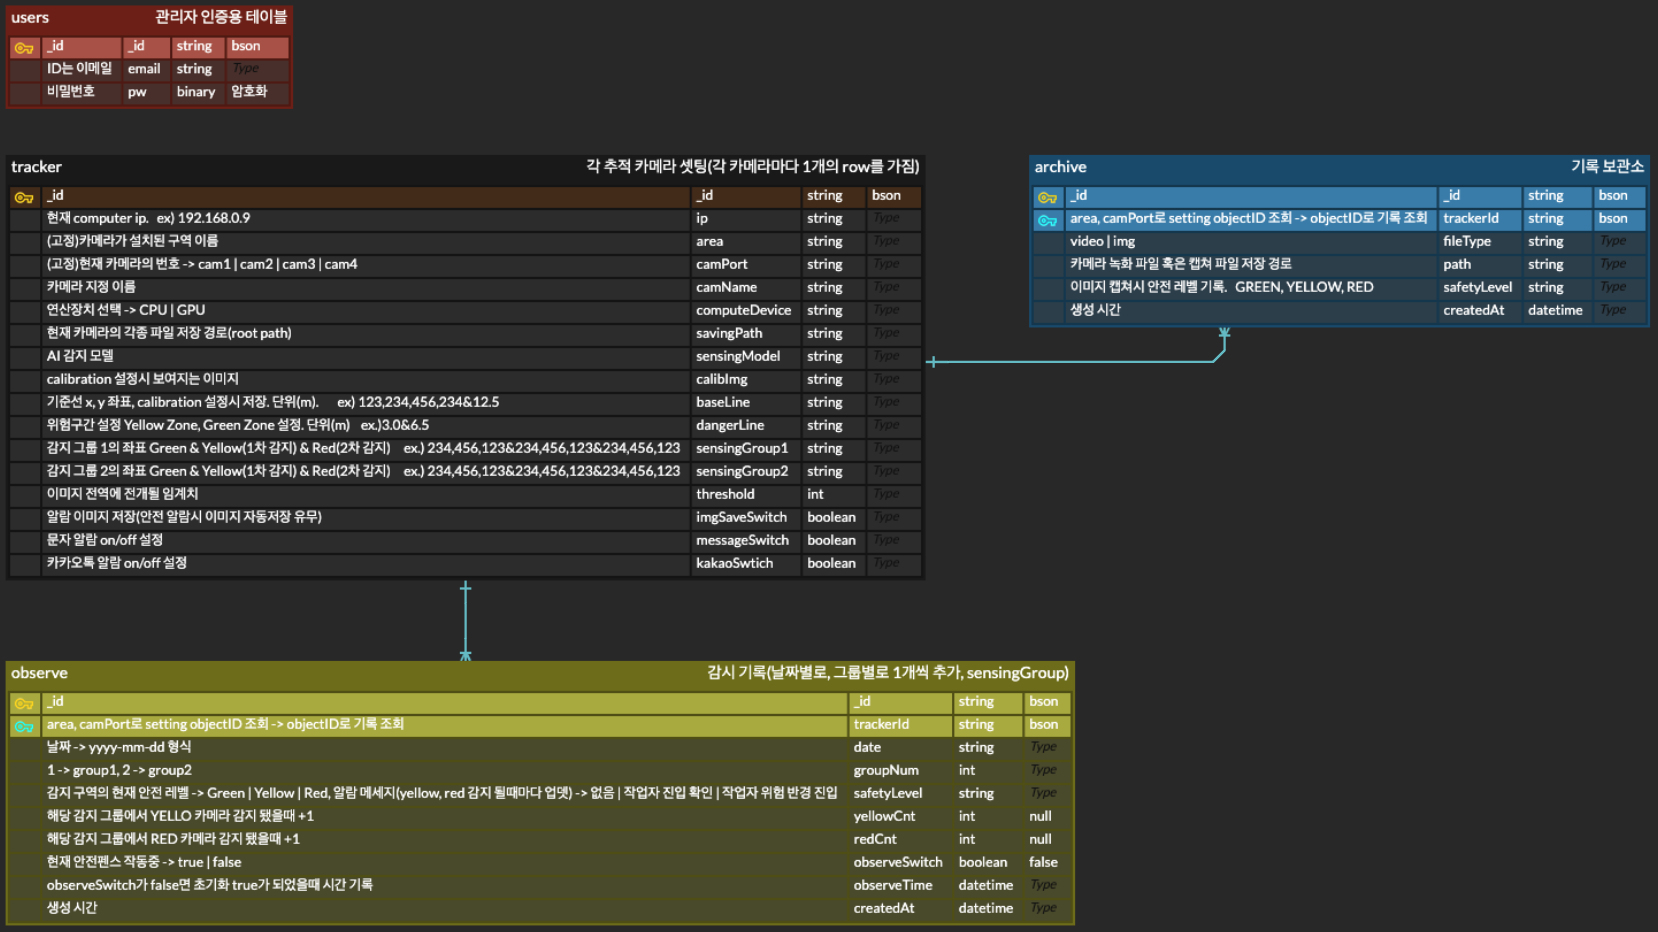 users 관리자 인증용 테이블
_id _id string bson
ID는 이메일 email string Type
비밀번호 pw binary 암호화
tracker 각 추적 카메라 셋팅(각 카메라마다 1개의 row를 가짐)
_id _id string bson
현재 computer ip. ex) 192.168.0.9 ip string Type
(고정)카메라가 설치된 구역 이름 area string Type
(고정)현재 카메라의 번호 -> cam1 | cam2 | cam3 | cam4 camPort string Type
카메라 지정 이름 camName string Type
연산장치 선택 -> CPU | GPU computeDevice string Type
현재 카메라의 각종 파일 저장 경로(root path) savingPath string Type
AI 감지 모델 sensingModel string Type
calibration 설정시 보여지는 이미지 calibImg string Type
기준선 x, y 좌표, calibration 설정시 저장. 단위(m). ex) 123,234,456,234&12.5 baseLine string Type
위험구간 설정 Yellow Zone, Green Zone 설정. 단위(m) ex.)3.0&6.5 dangerLine string Type
감지 그룹 1의 좌표 Green & Yellow(1차 감지) & Red(2차 감지) ex.) 234,456,123&234,456,123&234,456,123 sensingGroup1 string Type
감지 그룹 2의 좌표 Green & Yellow(1차 감지) & Red(2차 감지) ex.) 234,456,123&234,456,123&234,456,123 sensingGroup2 string Type
이미지 전역에 전개될 임계치 threshold int Type
알람 이미지 저장(안전 알람시 이미지 자동저장 유무) imgSaveSwitch boolean Type
문자 알람 on/off 설정 messageSwitch boolean Type
카카오톡 알람 on/off 설정 kakaoSwtich boolean Type
archive 기록 보관소
_id _id string bson
area, camPort로 setting objectID 조회 -> objectID로 기록 조회 trackerId string bson
video | img fileType string Type
카메라 녹화 파일 혹은 캡쳐 파일 저장 경로 path string Type
이미지 캡쳐시 안전 레벨 기록. GREEN, YELLOW, RED safetyLevel string Type
생성 시간 createdAt datetime Type
observe 감시 기록(날짜별로, 그룹별로 1개씩 추가, sensingGroup)
_id _id string bson
area, camPort로 setting objectID 조회 -> objectID로 기록 조회 trackerId string bson
날짜 -> yyyy-mm-dd 형식 date string Type
1 -> group1, 2 -> group2 groupNum int Type
감지 구역의 현재 안전 레벨 -> Green | Yellow | Red, 알람 메세지(yellow, red 감지 될때마다 업뎃) -> 없음 | 작업자 진입 확인 | 작업자 위험 반경 진입 safetyLevel string Type
해당 감지 그룹에서 YELLO 카메라 감지 됐을때 +1 yellowCnt int null
해당 감지 그룹에서 RED 카메라 감지 됐을때 +1 redCnt int null
현재 안전펜스 작동중 -> true | false observeSwitch boolean false
observeSwitch가 false면 초기화 true가 되었을때 시간 기록 observeTime datetime Type
생성 시간 createdAt datetime Type